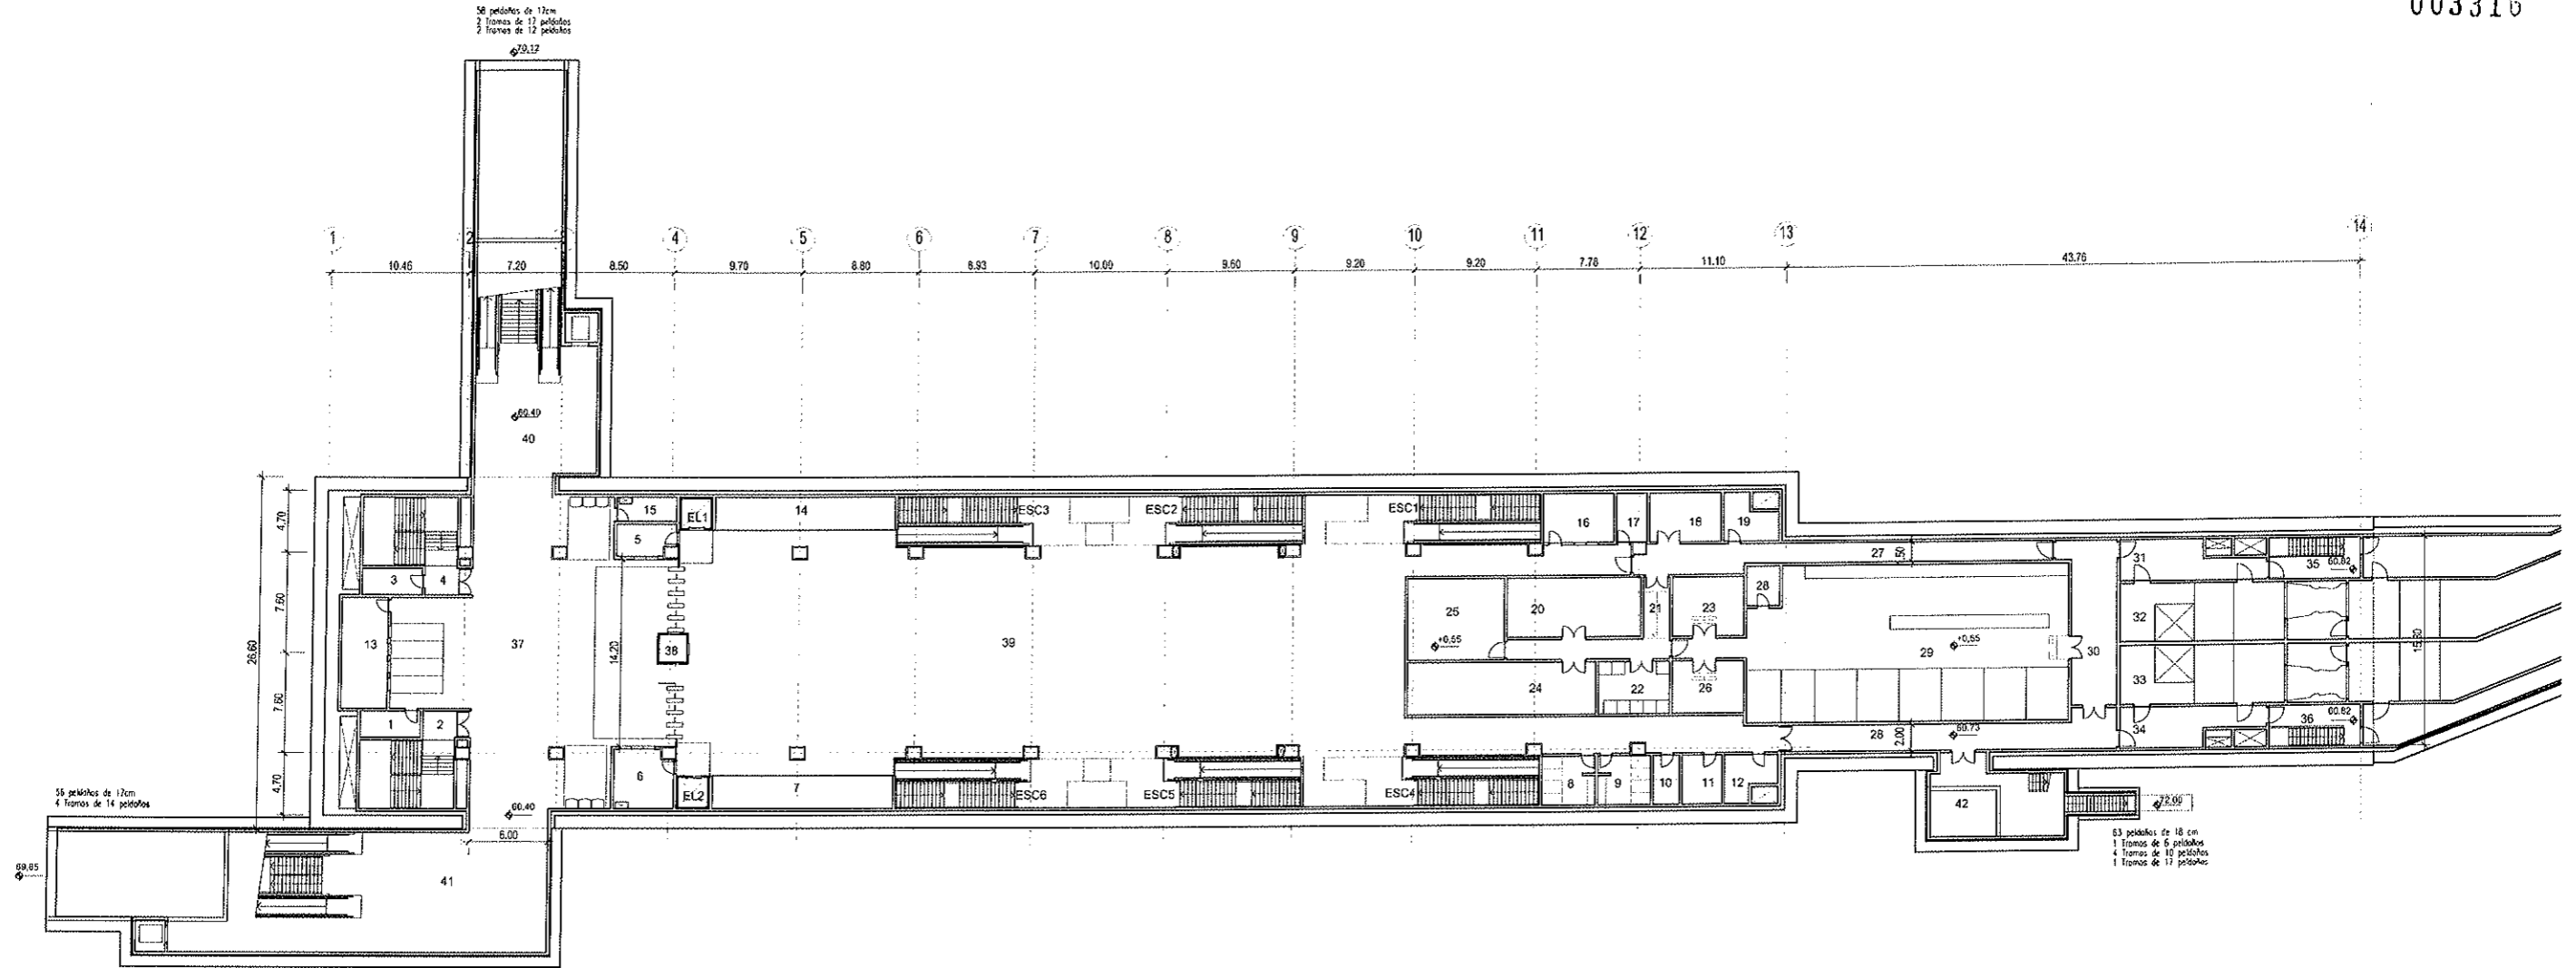 003316
58 peldaños de 17cm
2 Tramos de 17 peldaños
2 Tramos de 12 peldaños
70.12
1 2 4 5 6 7 8 9 10 11 12 13 14
10.46 7.20 8.50 9.70 8.80 8.93 10.00 9.60 9.20 9.20 7.78 11.10 43.76
60.40
40
4.70
7.60
26.60
7.60
4.70
15 EL1 14 ESC3 ESC2 ESC1 16 17 18 19
5
3 4
27
31
35 60.82
25 20 21 23 28
32
13 37 14.20 38 39
+0,55
29
+0,55
30
15.80
33
24 22 26
1 2
36 60.82
34
28 2.00 60.73
6
7
EL2 ESC6 ESC5 ESC4 8 9 10 11 12
42
72.00
56 peldaños de 17cm
4 Tramos de 14 peldaños
60.40
6.00
69.85
41
63 peldaños de 18 cm
1 Tramos de 6 peldaños
4 Tramos de 10 peldaños
1 Tramos de 17 peldaños